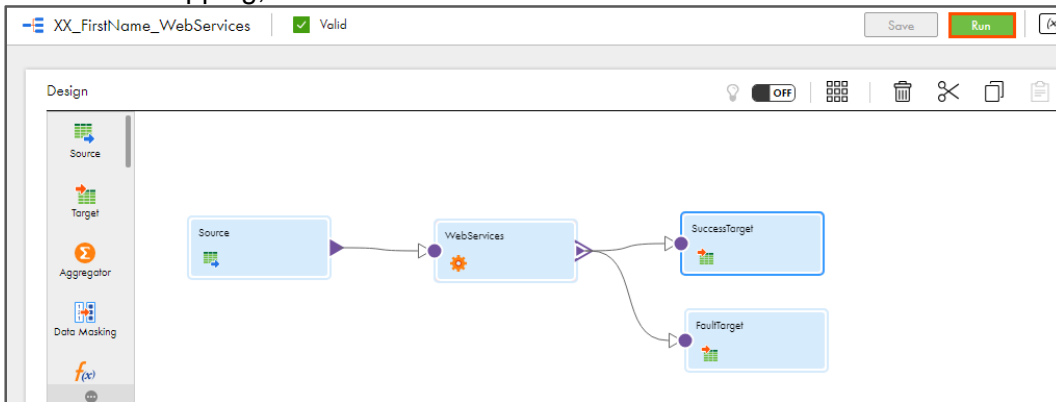 XX_FirstName_WebServices Valid Save Run
Design OFF
Source
Target
Aggregator
Data Masking
f(x)
Source
WebServices
SuccessTarget
FaultTarget